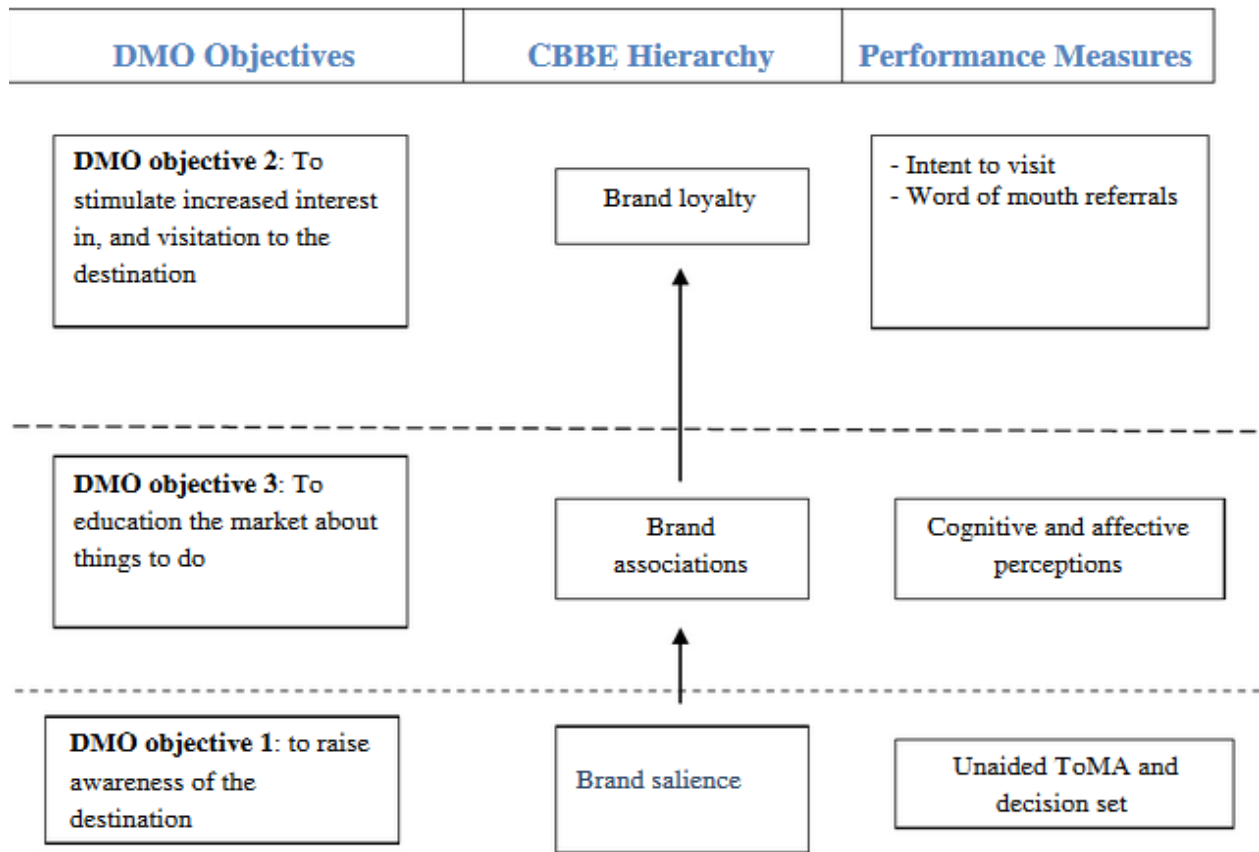 DMO Objectives
CBBE Hierarchy
Performance Measures
DMO objective 2: To
stimulate increased interest
in, and visitation to the
destination
Brand loyalty
- Intent to visit
- Word of mouth referrals
DMO objective 3: To
education the market about
things to do
Brand
associations
Cognitive and affective
perceptions
DMO objective 1: to raise
awareness of the
destination
Brand salience
Unaided ToMA and
decision set